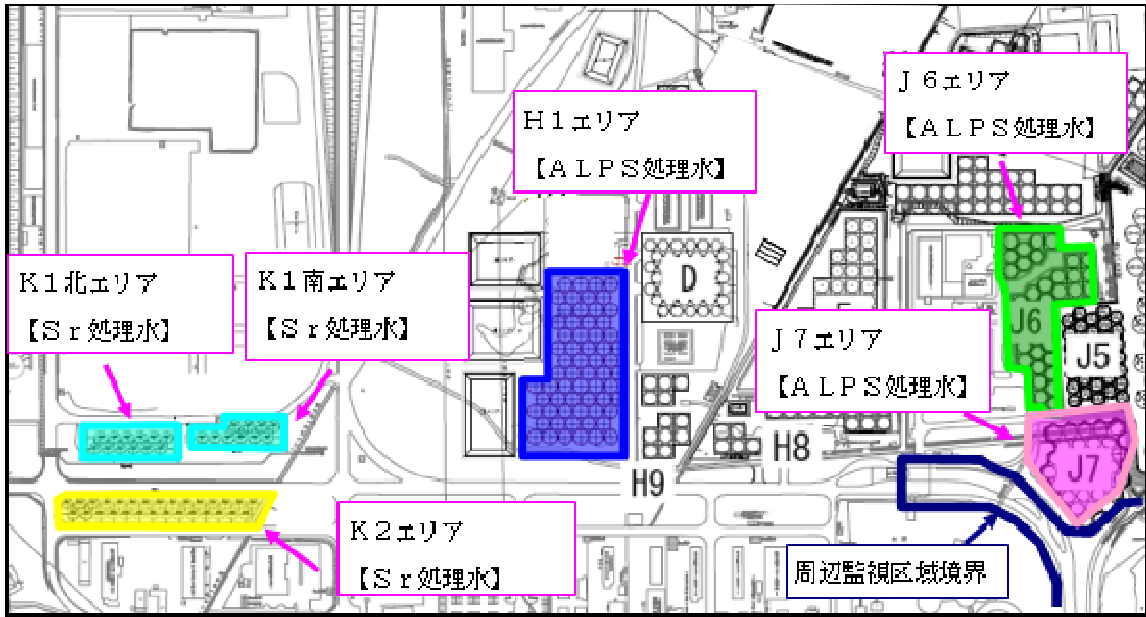 J6エリア
【ALPS処理水】
H1エリア
【ALPS処理水】
K1北エリア
【Sr処理水】
K1南エリア
【Sr処理水】
D
J6
J5
J7エリア
【ALPS処理水】
J7
H8
H9
K2エリア
【Sr処理水】
周辺監視区域境界